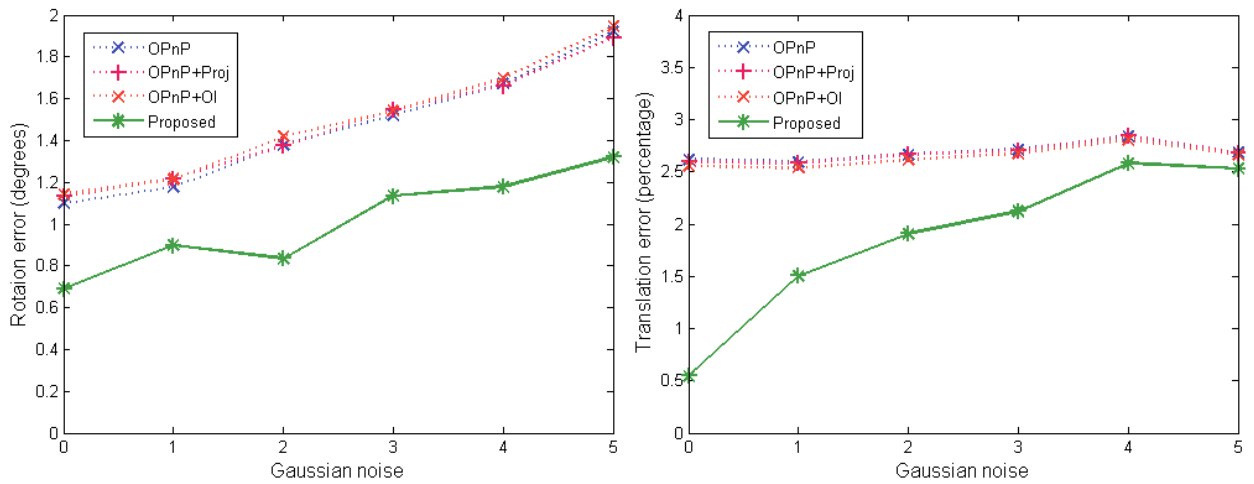 2
1.8
1.6
1.4
1.2
1
0.8
0.6
0.4
0.2
0
Rotaion error (degrees)
OPnP
OPnP+Proj
OPnP+OI
Proposed
0 1 2 3 4 5
Gaussian noise
4
3.5
3
2.5
2
1.5
1
0.5
0
Translation error (percentage)
OPnP
OPnP+Proj
OPnP+OI
Proposed
0 1 2 3 4 5
Gaussian noise